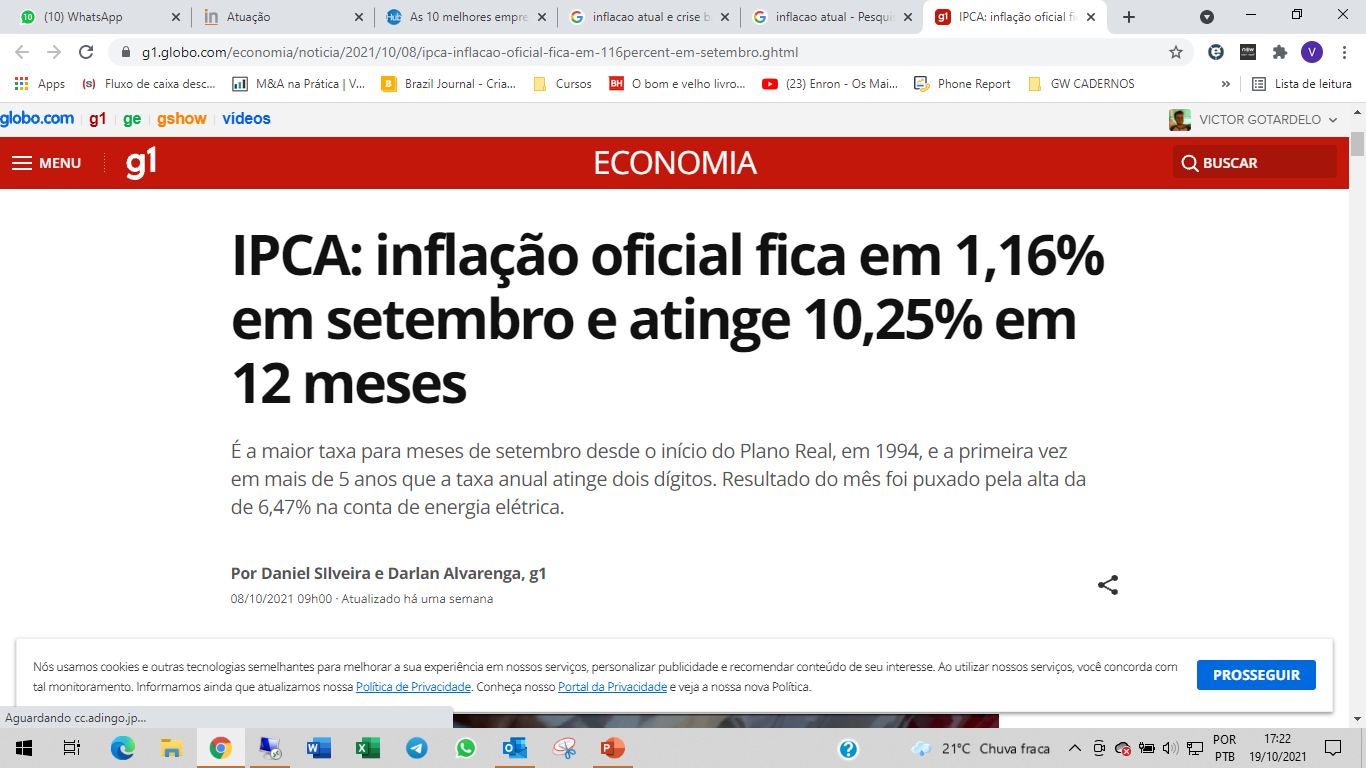 (10) WhatsApp
Atuação
As 10 melhores empre
inflacao atual e crise b
inflacao atual - Pesquis
IPCA: inflação oficial fi
g1.globo.com/economia/noticia/2021/10/08/ipca-inflacao-oficial-fica-em-116percent-em-setembro.ghtml
Apps
Fluxo de caixa desc...
M&A na Prática | V...
Brazil Journal - Cria...
Cursos
O bom e velho livro...
(23) Enron - Os Mai...
Phone Report
GW CADERNOS
»
Lista de leitura
globo.com g1 ge gshow videos
VICTOR GOTARDELO
MENU
g1
ECONOMIA
BUSCAR
IPCA: inflação oficial fica em 1,16%
em setembro e atinge 10,25% em
12 meses
É a maior taxa para meses de setembro desde o início do Plano Real, em 1994, e a primeira vez
em mais de 5 anos que a taxa anual atinge dois dígitos. Resultado do mês foi puxado pela alta da
de 6,47% na conta de energia elétrica.
Por Daniel SIlveira e Darlan Alvarenga, g1
08/10/2021 09h00 · Atualizado há uma semana
Nós usamos cookies e outras tecnologias semelhantes para melhorar a sua experiência em nossos serviços, personalizar publicidade e recomendar conteúdo de seu interesse. Ao utilizar nossos serviços, você concorda com
tal monitoramento. Informamos ainda que atualizamos nossa Política de Privacidade. Conheça nosso Portal da Privacidade e veja a nossa nova Política.
PROSSEGUIR
Aguardando cc.adingo.jp...
21°C Chuva fraca
POR
PTB
17:22
19/10/2021